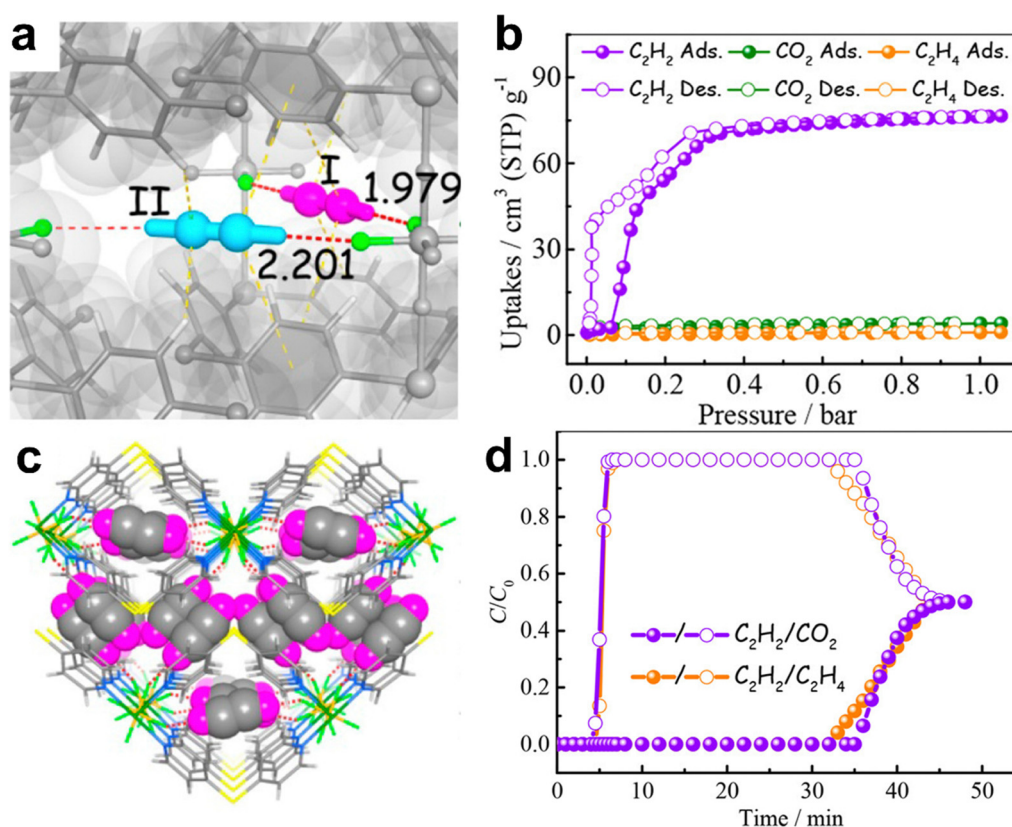 a
II
I
1.979
2.201
b
C₂H₂ Ads. CO₂ Ads. C₂H₄ Ads.
C₂H₂ Des. CO₂ Des. C₂H₄ Des.
Uptakes / cm³ (STP) g⁻¹
90
60
30
0
0.0 0.2 0.4 0.6 0.8 1.0
Pressure / bar
c
d
C/C₀
1.0
0.8
0.6
0.4
0.2
0.0
/ C₂H₂/CO₂
/ C₂H₂/C₂H₄
0 10 20 30 40 50
Time / min